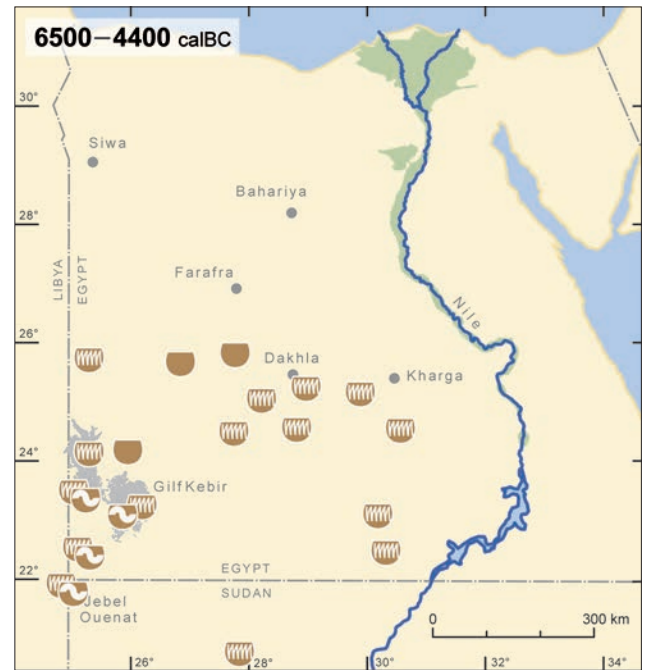 6500–4400 calBC
30°
Siwa
Bahariya
28°
Farafra
LIBYA
EGYPT
Nile
26°
Dakhla
Kharga
24°
Gilf Kebir
22°
EGYPT
SUDAN
Jebel
Ouenat
0 300 km
26° 28° 30° 32° 34°